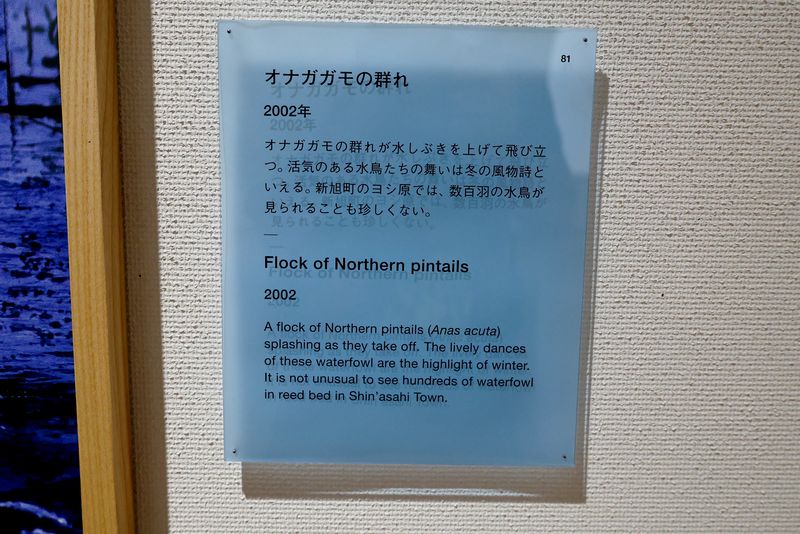 81
オナガガモの群れ
2002年
オナガガモの群れが水しぶきを上げて飛び立
つ。活気のある水鳥たちの舞いは冬の風物詩と
いえる。新旭町のヨシ原では、数百羽の水鳥が
見られることも珍しくない。
—
Flock of Northern pintails
2002
A flock of Northern pintails (Anas acuta)
splashing as they take off. The lively dances
of these waterfowl are the highlight of winter.
It is not unusual to see hundreds of waterfowl
in reed bed in Shin'asahi Town.